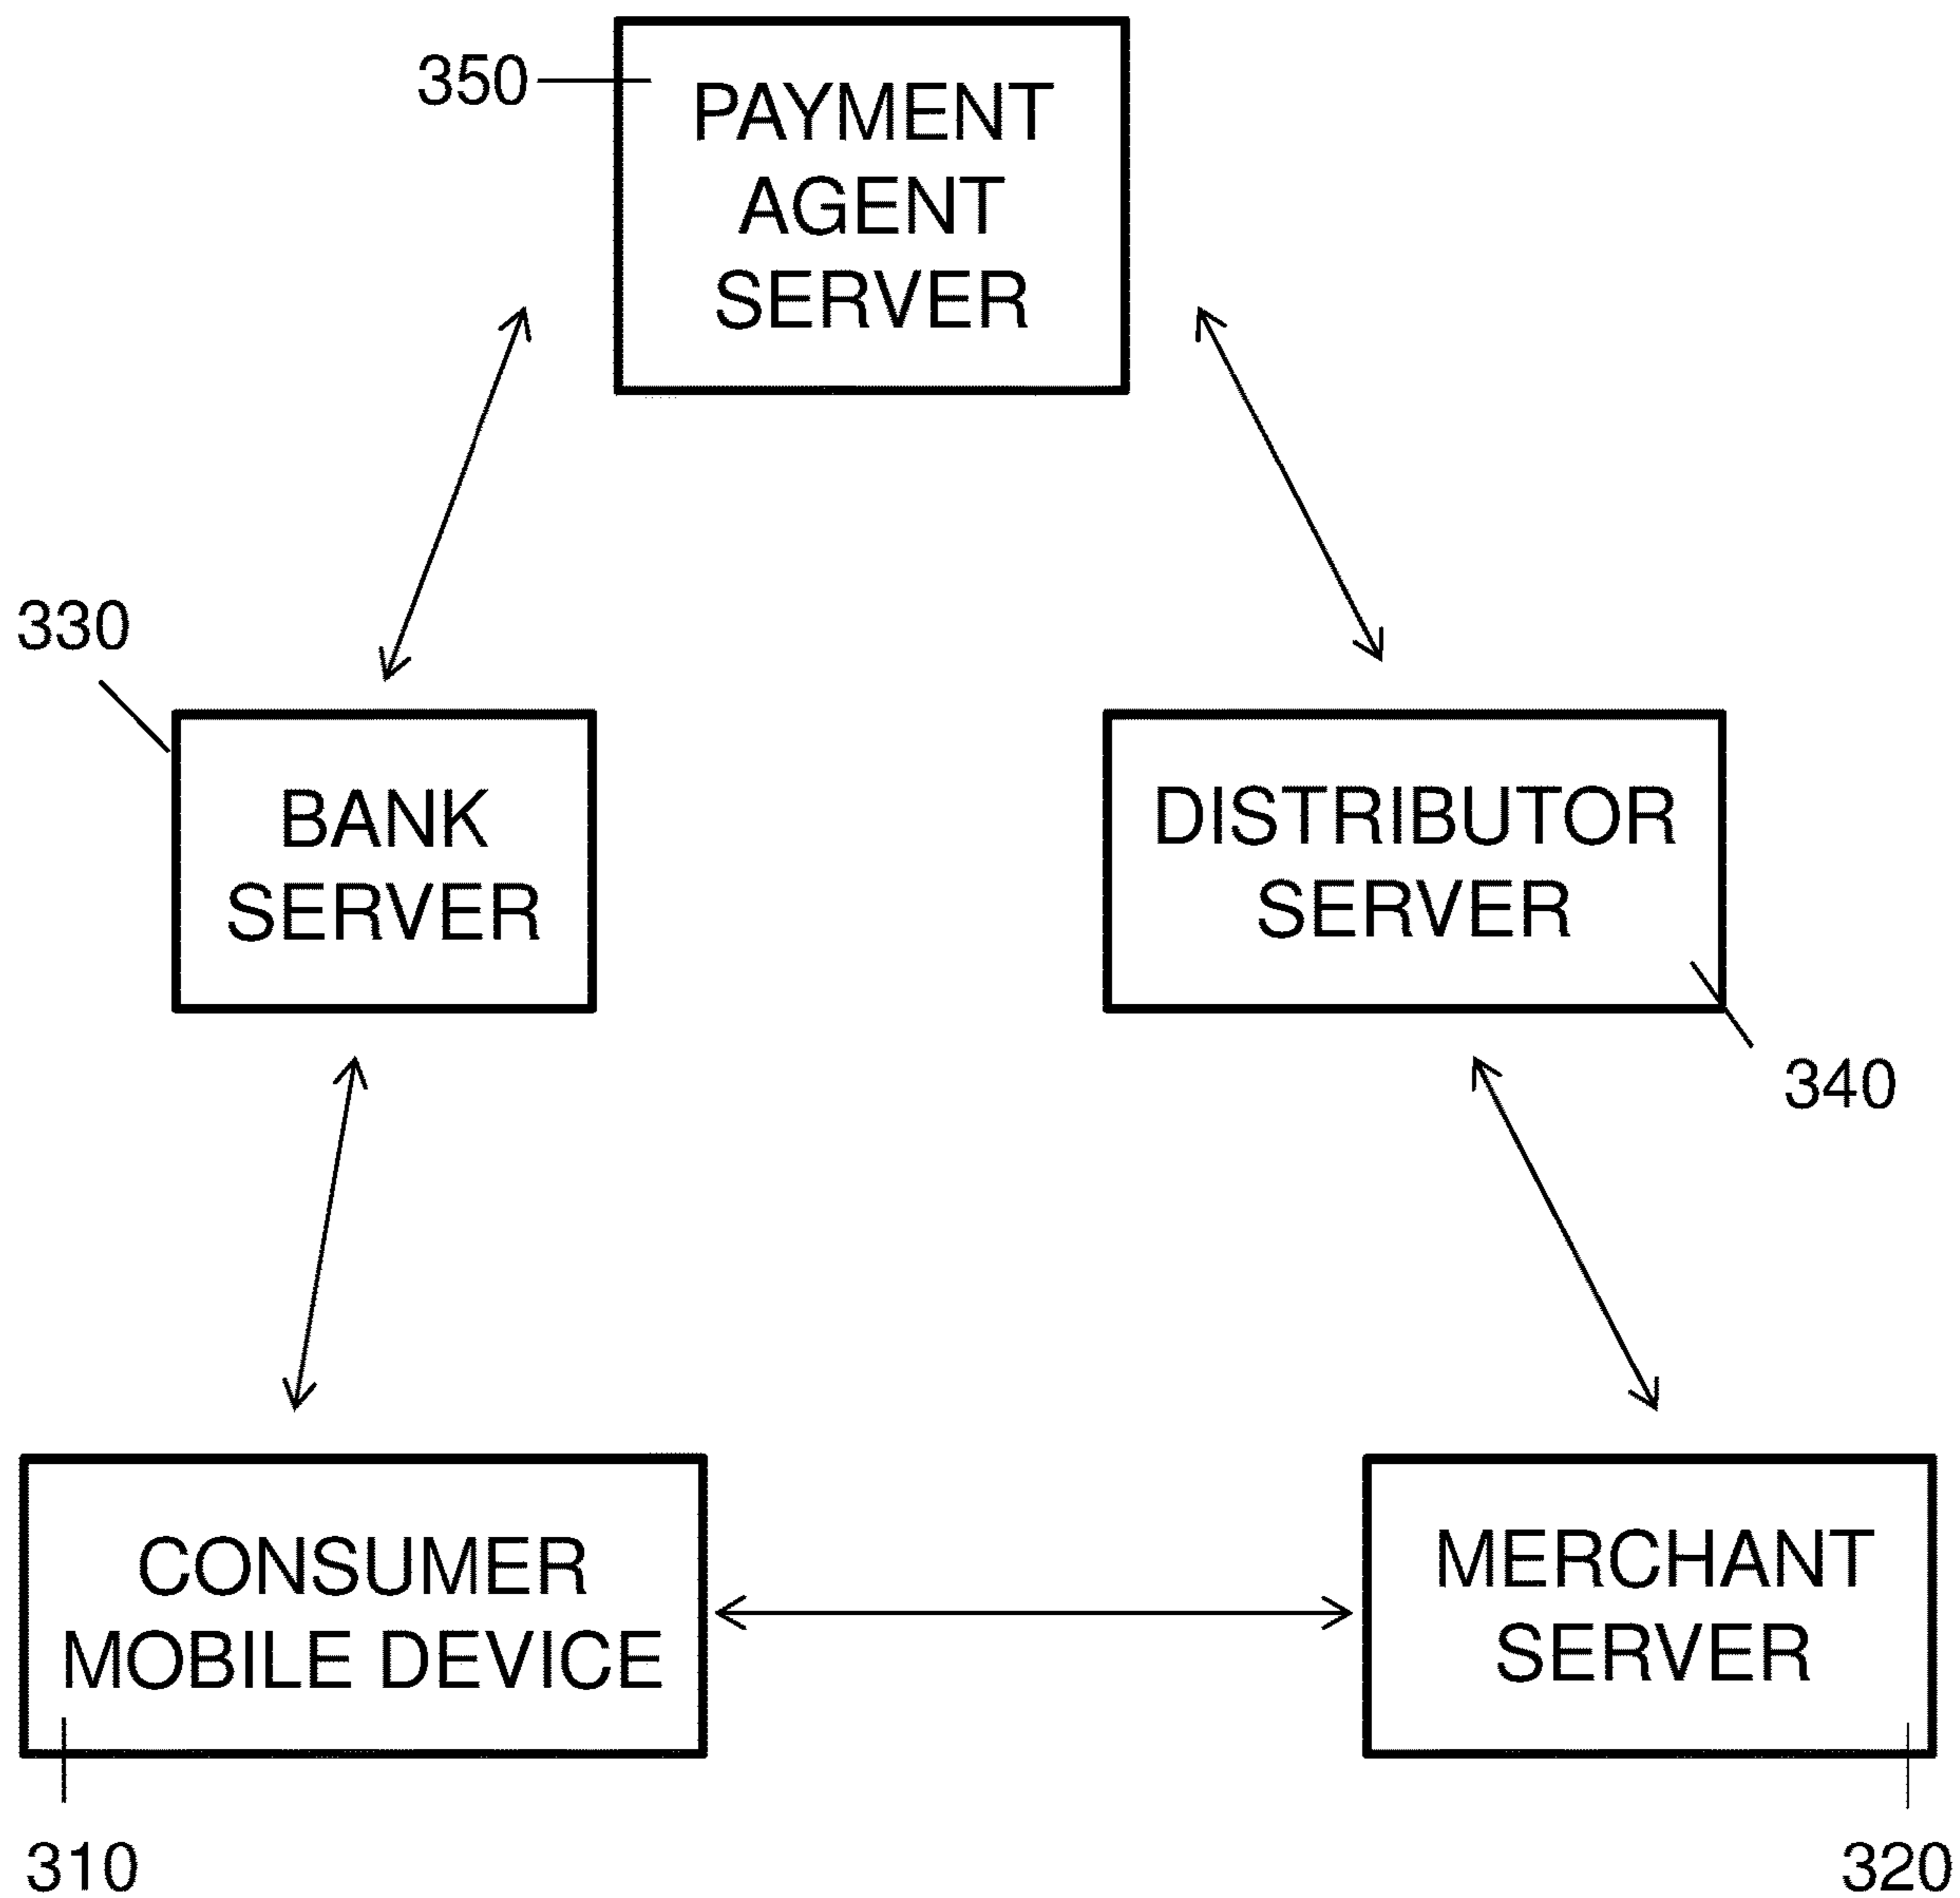 350
PAYMENT
AGENT
SERVER
330
BANK
SERVER
DISTRIBUTOR
SERVER
340
CONSUMER
MOBILE DEVICE
MERCHANT
SERVER
310
320